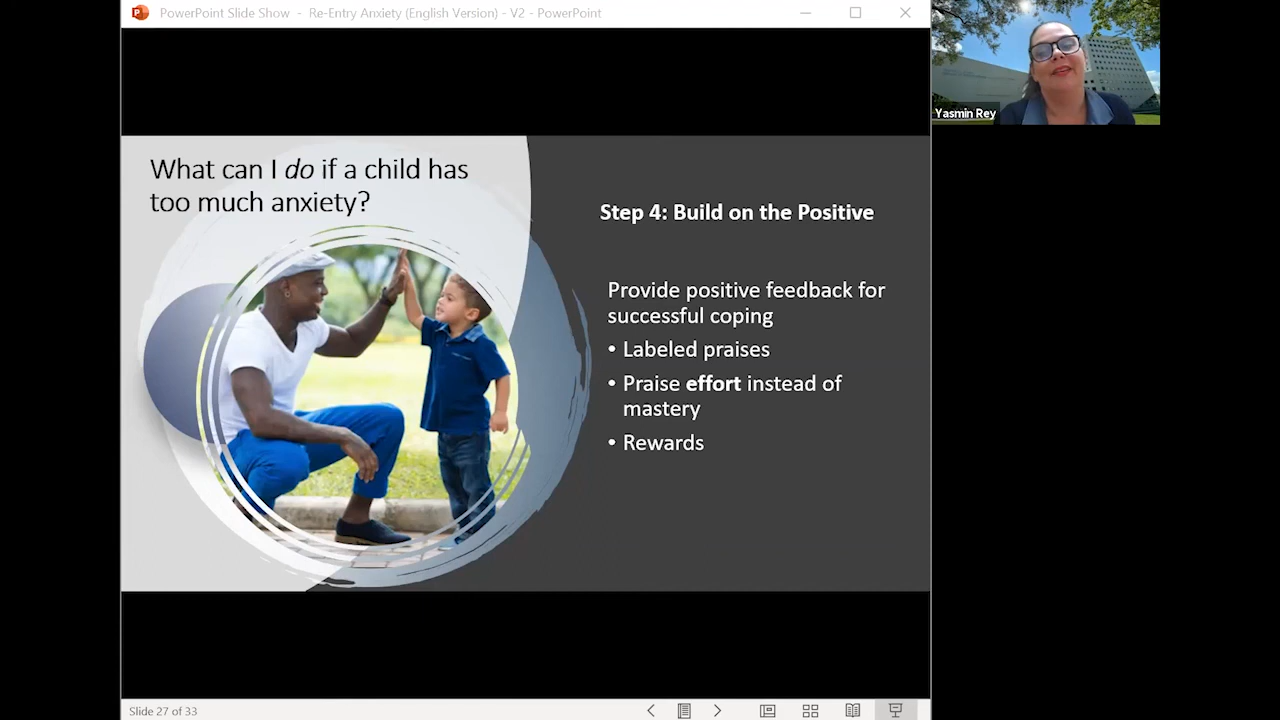 PowerPoint Slide Show - Re-Entry Anxiety (English Version) - V2 - PowerPoint
Yasmin Rey
What can I do if a child has
too much anxiety?
Step 4: Build on the Positive
Provide positive feedback for
successful coping
• Labeled praises
• Praise effort instead of
mastery
• Rewards
Slide 27 of 33